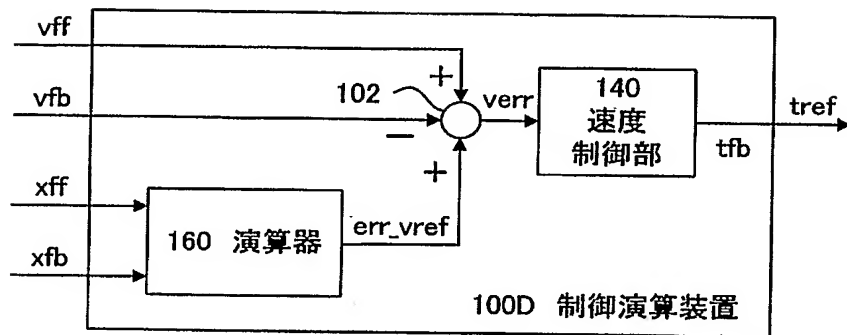 vff
+
140
102
verr
速度
tref
vfb
−
制御部
tfb
+
xff
160 演算器
err_vref
xfb
100D 制御演算装置